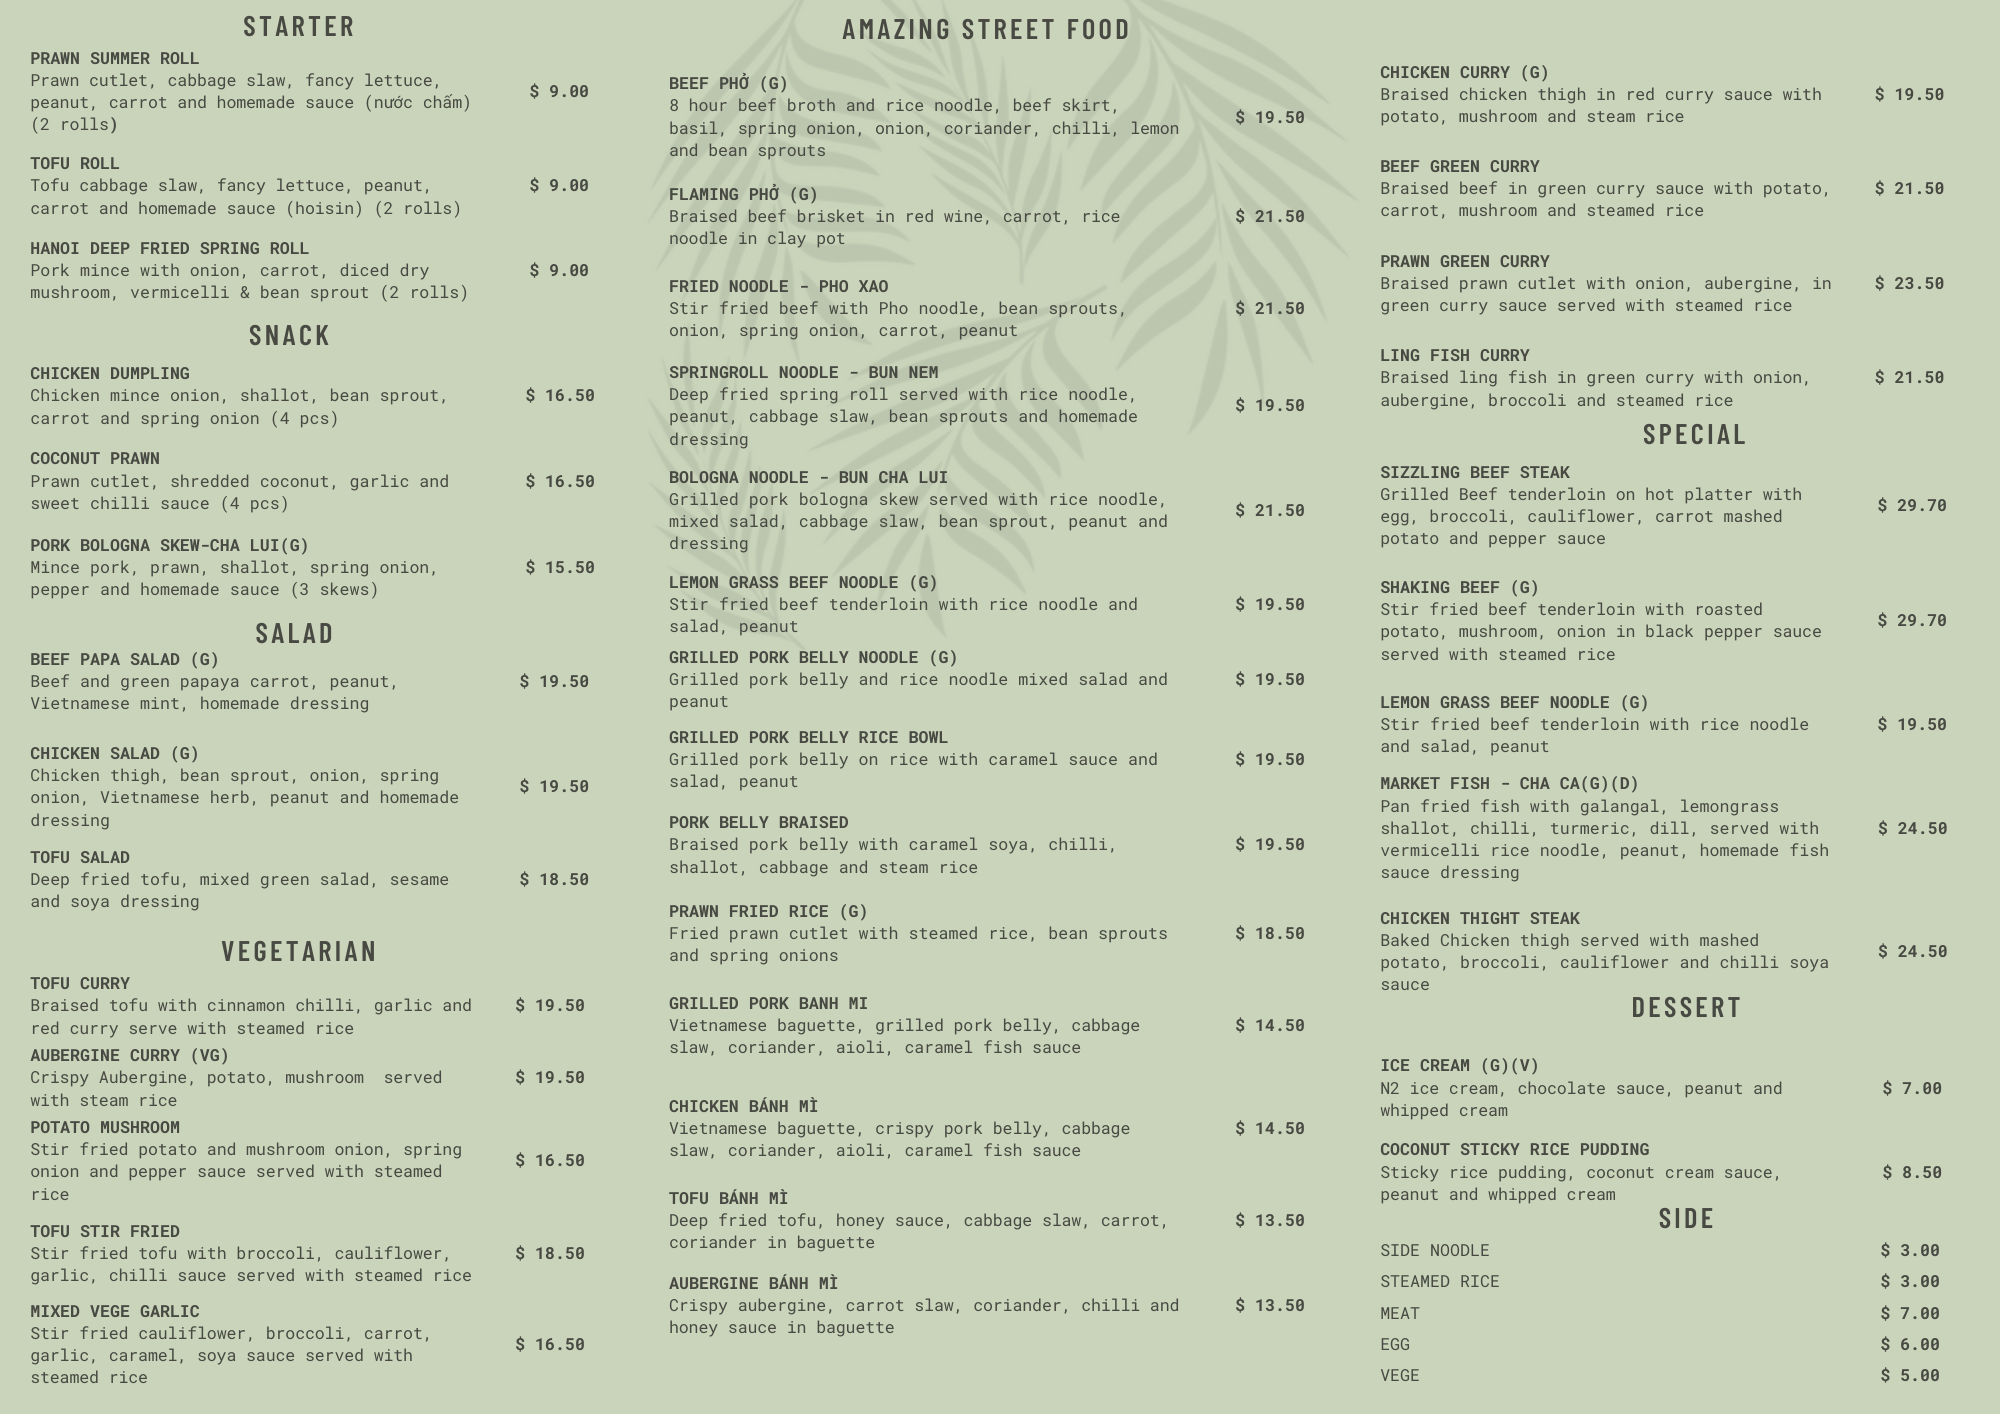 STARTER
PRAWN SUMMER ROLL
Prawn cutlet, cabbage slaw, fancy lettuce,
peanut, carrot and homemade sauce (nước chấm)
(2 rolls)
$ 9.00
TOFU ROLL
Tofu cabbage slaw, fancy lettuce, peanut,
carrot and homemade sauce (hoisin) (2 rolls)
$ 9.00
HANOI DEEP FRIED SPRING ROLL
Pork mince with onion, carrot, diced dry
mushroom, vermicelli & bean sprout (2 rolls)
$ 9.00
SNACK
CHICKEN DUMPLING
Chicken mince onion, shallot, bean sprout,
carrot and spring onion (4 pcs)
$ 16.50
COCONUT PRAWN
Prawn cutlet, shredded coconut, garlic and
sweet chilli sauce (4 pcs)
$ 16.50
PORK BOLOGNA SKEW-CHA LUI(G)
Mince pork, prawn, shallot, spring onion,
pepper and homemade sauce (3 skews)
$ 15.50
SALAD
BEEF PAPA SALAD (G)
Beef and green papaya carrot, peanut,
Vietnamese mint, homemade dressing
$ 19.50
CHICKEN SALAD (G)
Chicken thigh, bean sprout, onion, spring
onion, Vietnamese herb, peanut and homemade
dressing
$ 19.50
TOFU SALAD
Deep fried tofu, mixed green salad, sesame
and soya dressing
$ 18.50
VEGETARIAN
TOFU CURRY
Braised tofu with cinnamon chilli, garlic and
red curry serve with steamed rice
$ 19.50
AUBERGINE CURRY (VG)
Crispy Aubergine, potato, mushroom  served
with steam rice
$ 19.50
POTATO MUSHROOM
Stir fried potato and mushroom onion, spring
onion and pepper sauce served with steamed
rice
$ 16.50
TOFU STIR FRIED
Stir fried tofu with broccoli, cauliflower,
garlic, chilli sauce served with steamed rice
$ 18.50
MIXED VEGE GARLIC
Stir fried cauliflower, broccoli, carrot,
garlic, caramel, soya sauce served with
steamed rice
$ 16.50
AMAZING STREET FOOD
BEEF PHỞ (G)
8 hour beef broth and rice noodle, beef skirt,
basil, spring onion, onion, coriander, chilli, lemon
and bean sprouts
$ 19.50
FLAMING PHỞ (G)
Braised beef brisket in red wine, carrot, rice
noodle in clay pot
$ 21.50
FRIED NOODLE - PHO XAO
Stir fried beef with Pho noodle, bean sprouts,
onion, spring onion, carrot, peanut
$ 21.50
SPRINGROLL NOODLE - BUN NEM
Deep fried spring roll served with rice noodle,
peanut, cabbage slaw, bean sprouts and homemade
dressing
$ 19.50
BOLOGNA NOODLE - BUN CHA LUI
Grilled pork bologna skew served with rice noodle,
mixed salad, cabbage slaw, bean sprout, peanut and
dressing
$ 21.50
LEMON GRASS BEEF NOODLE (G)
Stir fried beef tenderloin with rice noodle and
salad, peanut
$ 19.50
GRILLED PORK BELLY NOODLE (G)
Grilled pork belly and rice noodle mixed salad and
peanut
$ 19.50
GRILLED PORK BELLY RICE BOWL
Grilled pork belly on rice with caramel sauce and
salad, peanut
$ 19.50
PORK BELLY BRAISED
Braised pork belly with caramel soya, chilli,
shallot, cabbage and steam rice
$ 19.50
PRAWN FRIED RICE (G)
Fried prawn cutlet with steamed rice, bean sprouts
and spring onions
$ 18.50
GRILLED PORK BANH MI
Vietnamese baguette, grilled pork belly, cabbage
slaw, coriander, aioli, caramel fish sauce
$ 14.50
CHICKEN BÁNH MÌ
Vietnamese baguette, crispy pork belly, cabbage
slaw, coriander, aioli, caramel fish sauce
$ 14.50
TOFU BÁNH MÌ
Deep fried tofu, honey sauce, cabbage slaw, carrot,
coriander in baguette
$ 13.50
AUBERGINE BÁNH MÌ
Crispy aubergine, carrot slaw, coriander, chilli and
honey sauce in baguette
$ 13.50
CHICKEN CURRY (G)
Braised chicken thigh in red curry sauce with
potato, mushroom and steam rice
$ 19.50
BEEF GREEN CURRY
Braised beef in green curry sauce with potato,
carrot, mushroom and steamed rice
$ 21.50
PRAWN GREEN CURRY
Braised prawn cutlet with onion, aubergine, in
green curry sauce served with steamed rice
$ 23.50
LING FISH CURRY
Braised ling fish in green curry with onion,
aubergine, broccoli and steamed rice
$ 21.50
SPECIAL
SIZZLING BEEF STEAK
Grilled Beef tenderloin on hot platter with
egg, broccoli, cauliflower, carrot mashed
potato and pepper sauce
$ 29.70
SHAKING BEEF (G)
Stir fried beef tenderloin with roasted
potato, mushroom, onion in black pepper sauce
served with steamed rice
$ 29.70
LEMON GRASS BEEF NOODLE (G)
Stir fried beef tenderloin with rice noodle
and salad, peanut
$ 19.50
MARKET FISH - CHA CA(G)(D)
Pan fried fish with galangal, lemongrass
shallot, chilli, turmeric, dill, served with
vermicelli rice noodle, peanut, homemade fish
sauce dressing
$ 24.50
CHICKEN THIGHT STEAK
Baked Chicken thigh served with mashed
potato, broccoli, cauliflower and chilli soya
sauce
$ 24.50
DESSERT
ICE CREAM (G)(V)
N2 ice cream, chocolate sauce, peanut and
whipped cream
$ 7.00
COCONUT STICKY RICE PUDDING
Sticky rice pudding, coconut cream sauce,
peanut and whipped cream
$ 8.50
SIDE
SIDE NOODLE $ 3.00
STEAMED RICE $ 3.00
MEAT $ 7.00
EGG $ 6.00
VEGE $ 5.00